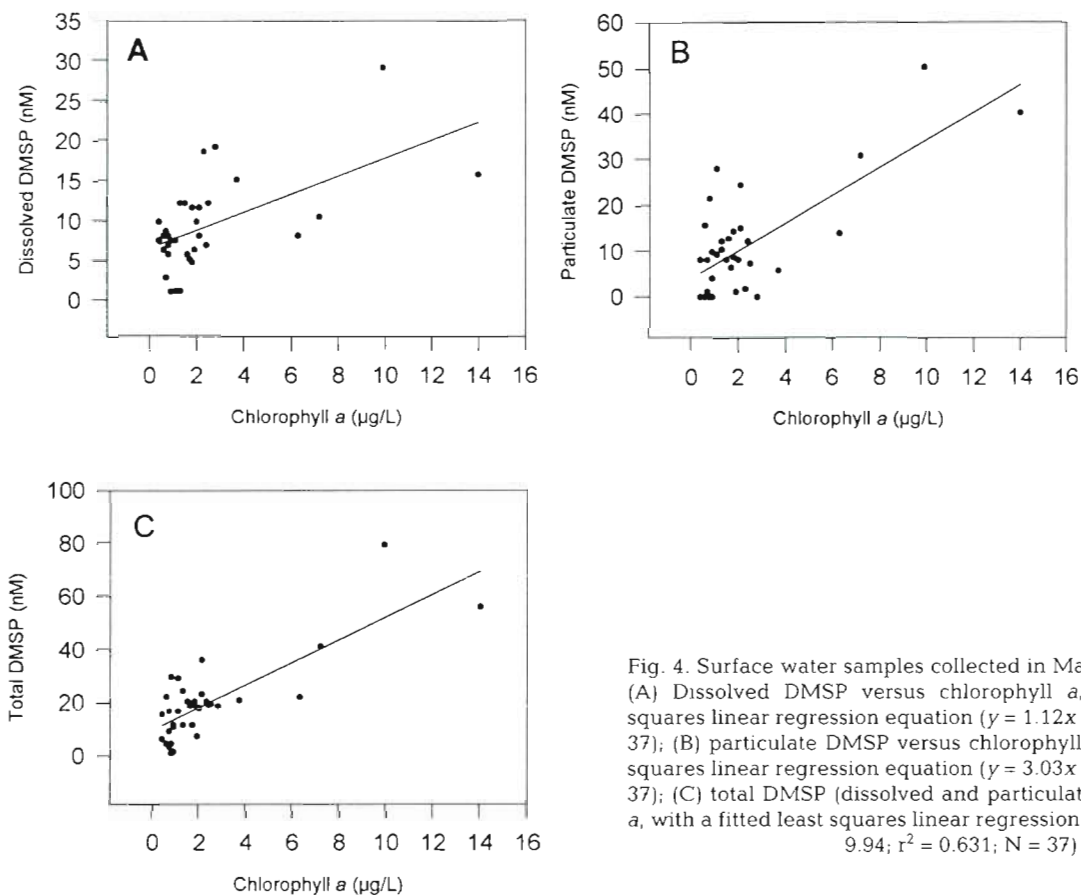 A
35
30
25
20
15
10
5
0
Dissolved DMSP (nM)
0 2 4 6 8 10 12 14 16
Chlorophyll a (µg/L)
B
60
50
40
30
20
10
0
Particulate DMSP (nM)
0 2 4 6 8 10 12 14 16
Chlorophyll a (µg/L)
C
100
80
60
40
20
0
Total DMSP (nM)
0 2 4 6 8 10 12 14 16
Chlorophyll a (µg/L)
Fig. 4. Surface water samples collected in Ma
(A) Dissolved DMSP versus chlorophyll a,
squares linear regression equation (y = 1.12x
37); (B) particulate DMSP versus chlorophyll
squares linear regression equation (y = 3.03x
37); (C) total DMSP (dissolved and particulat
a, with a fitted least squares linear regression
9.94; r² = 0.631; N = 37)